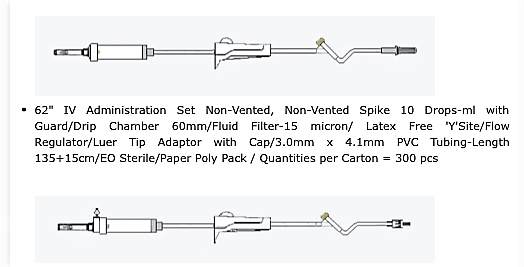 • 62" IV Administration Set Non-Vented, Non-Vented Spike 10 Drops-ml with
Guard/Drip Chamber 60mm/Fluid Filter-15 micron/ Latex Free 'Y'Site/Flow
Regulator/Luer Tip Adaptor with Cap/3.0mm x 4.1mm PVC Tubing-Length
135+15cm/EO Sterile/Paper Poly Pack / Quantities per Carton = 300 pcs